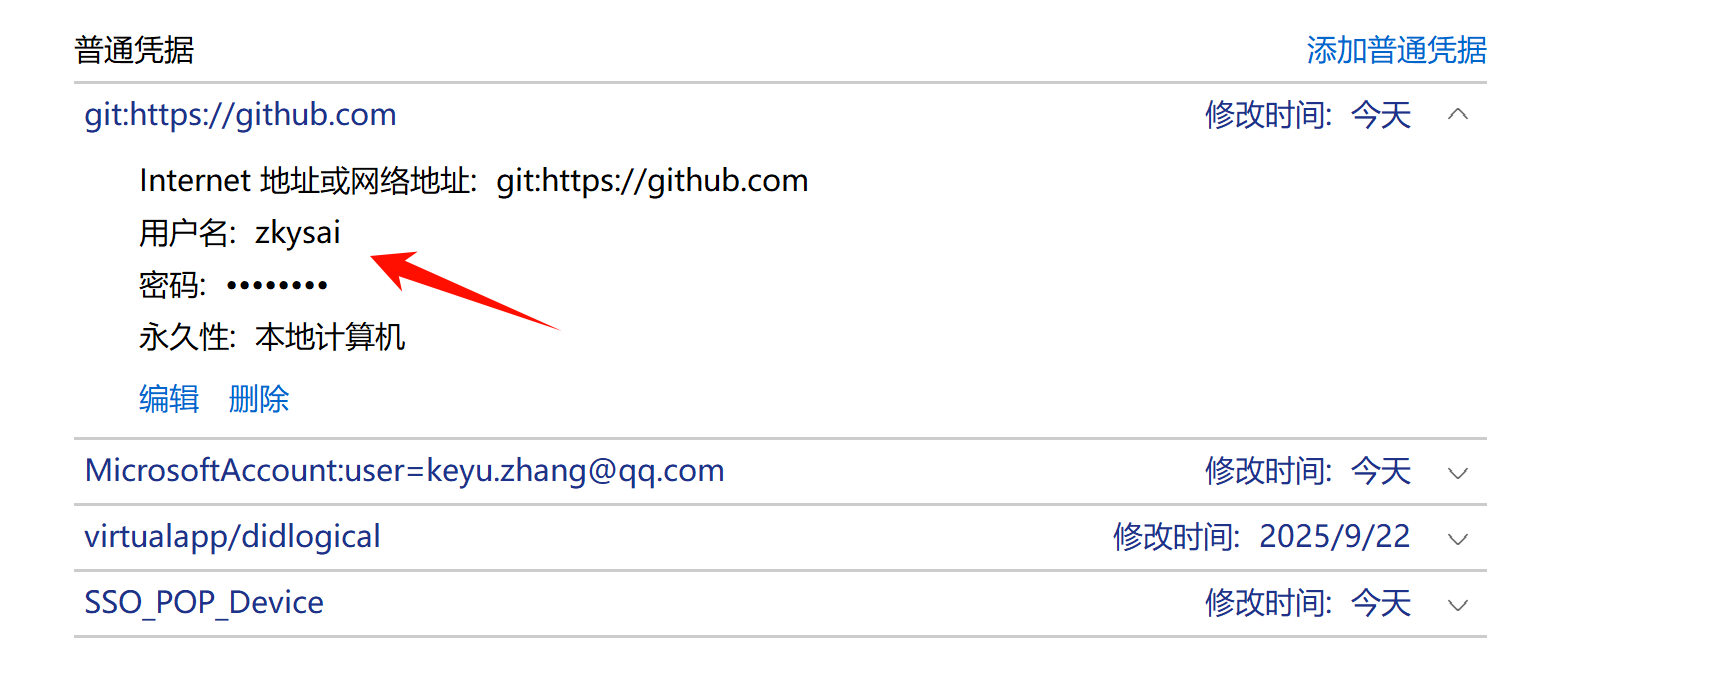 普通凭据 添加普通凭据
git:https://github.com 修改时间: 今天
Internet 地址或网络地址: git:https://github.com
用户名: zkysai
密码: ••••••••
永久性: 本地计算机
编辑 删除
MicrosoftAccount:user=keyu.zhang@qq.com 修改时间: 今天
virtualapp/didlogical 修改时间: 2025/9/22
SSO_POP_Device 修改时间: 今天